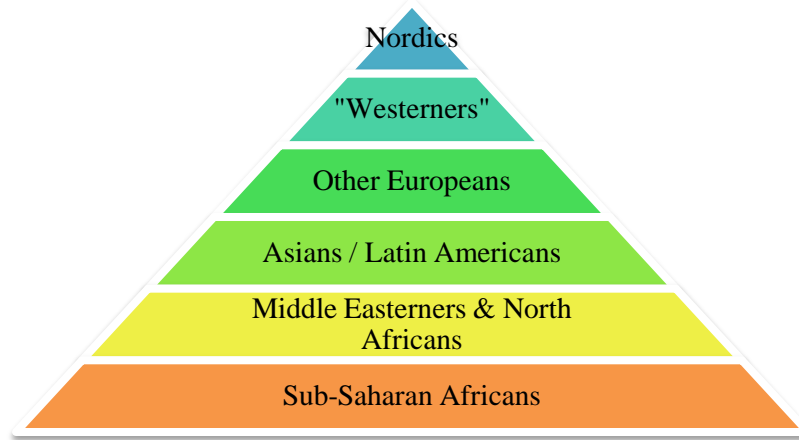 Nordics
"Westerners"
Other Europeans
Asians / Latin Americans
Middle Easterners & North
Africans
Sub-Saharan Africans